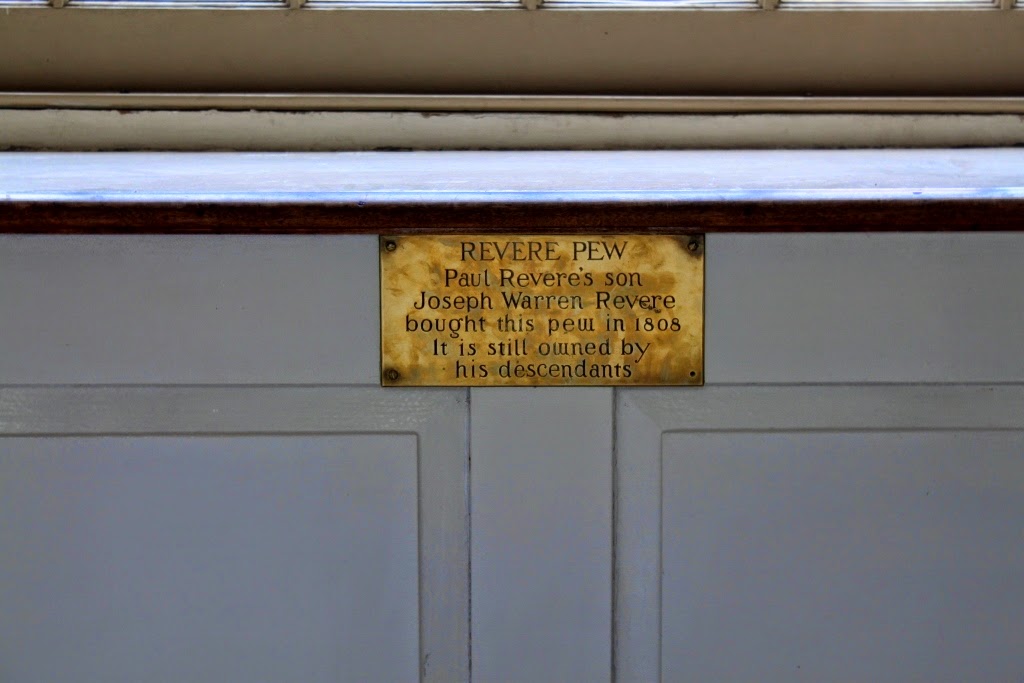 REVERE PEW
Paul Revere's son
Joseph Warren Revere
bought this pew in 1808
It is still owned by
his descendants